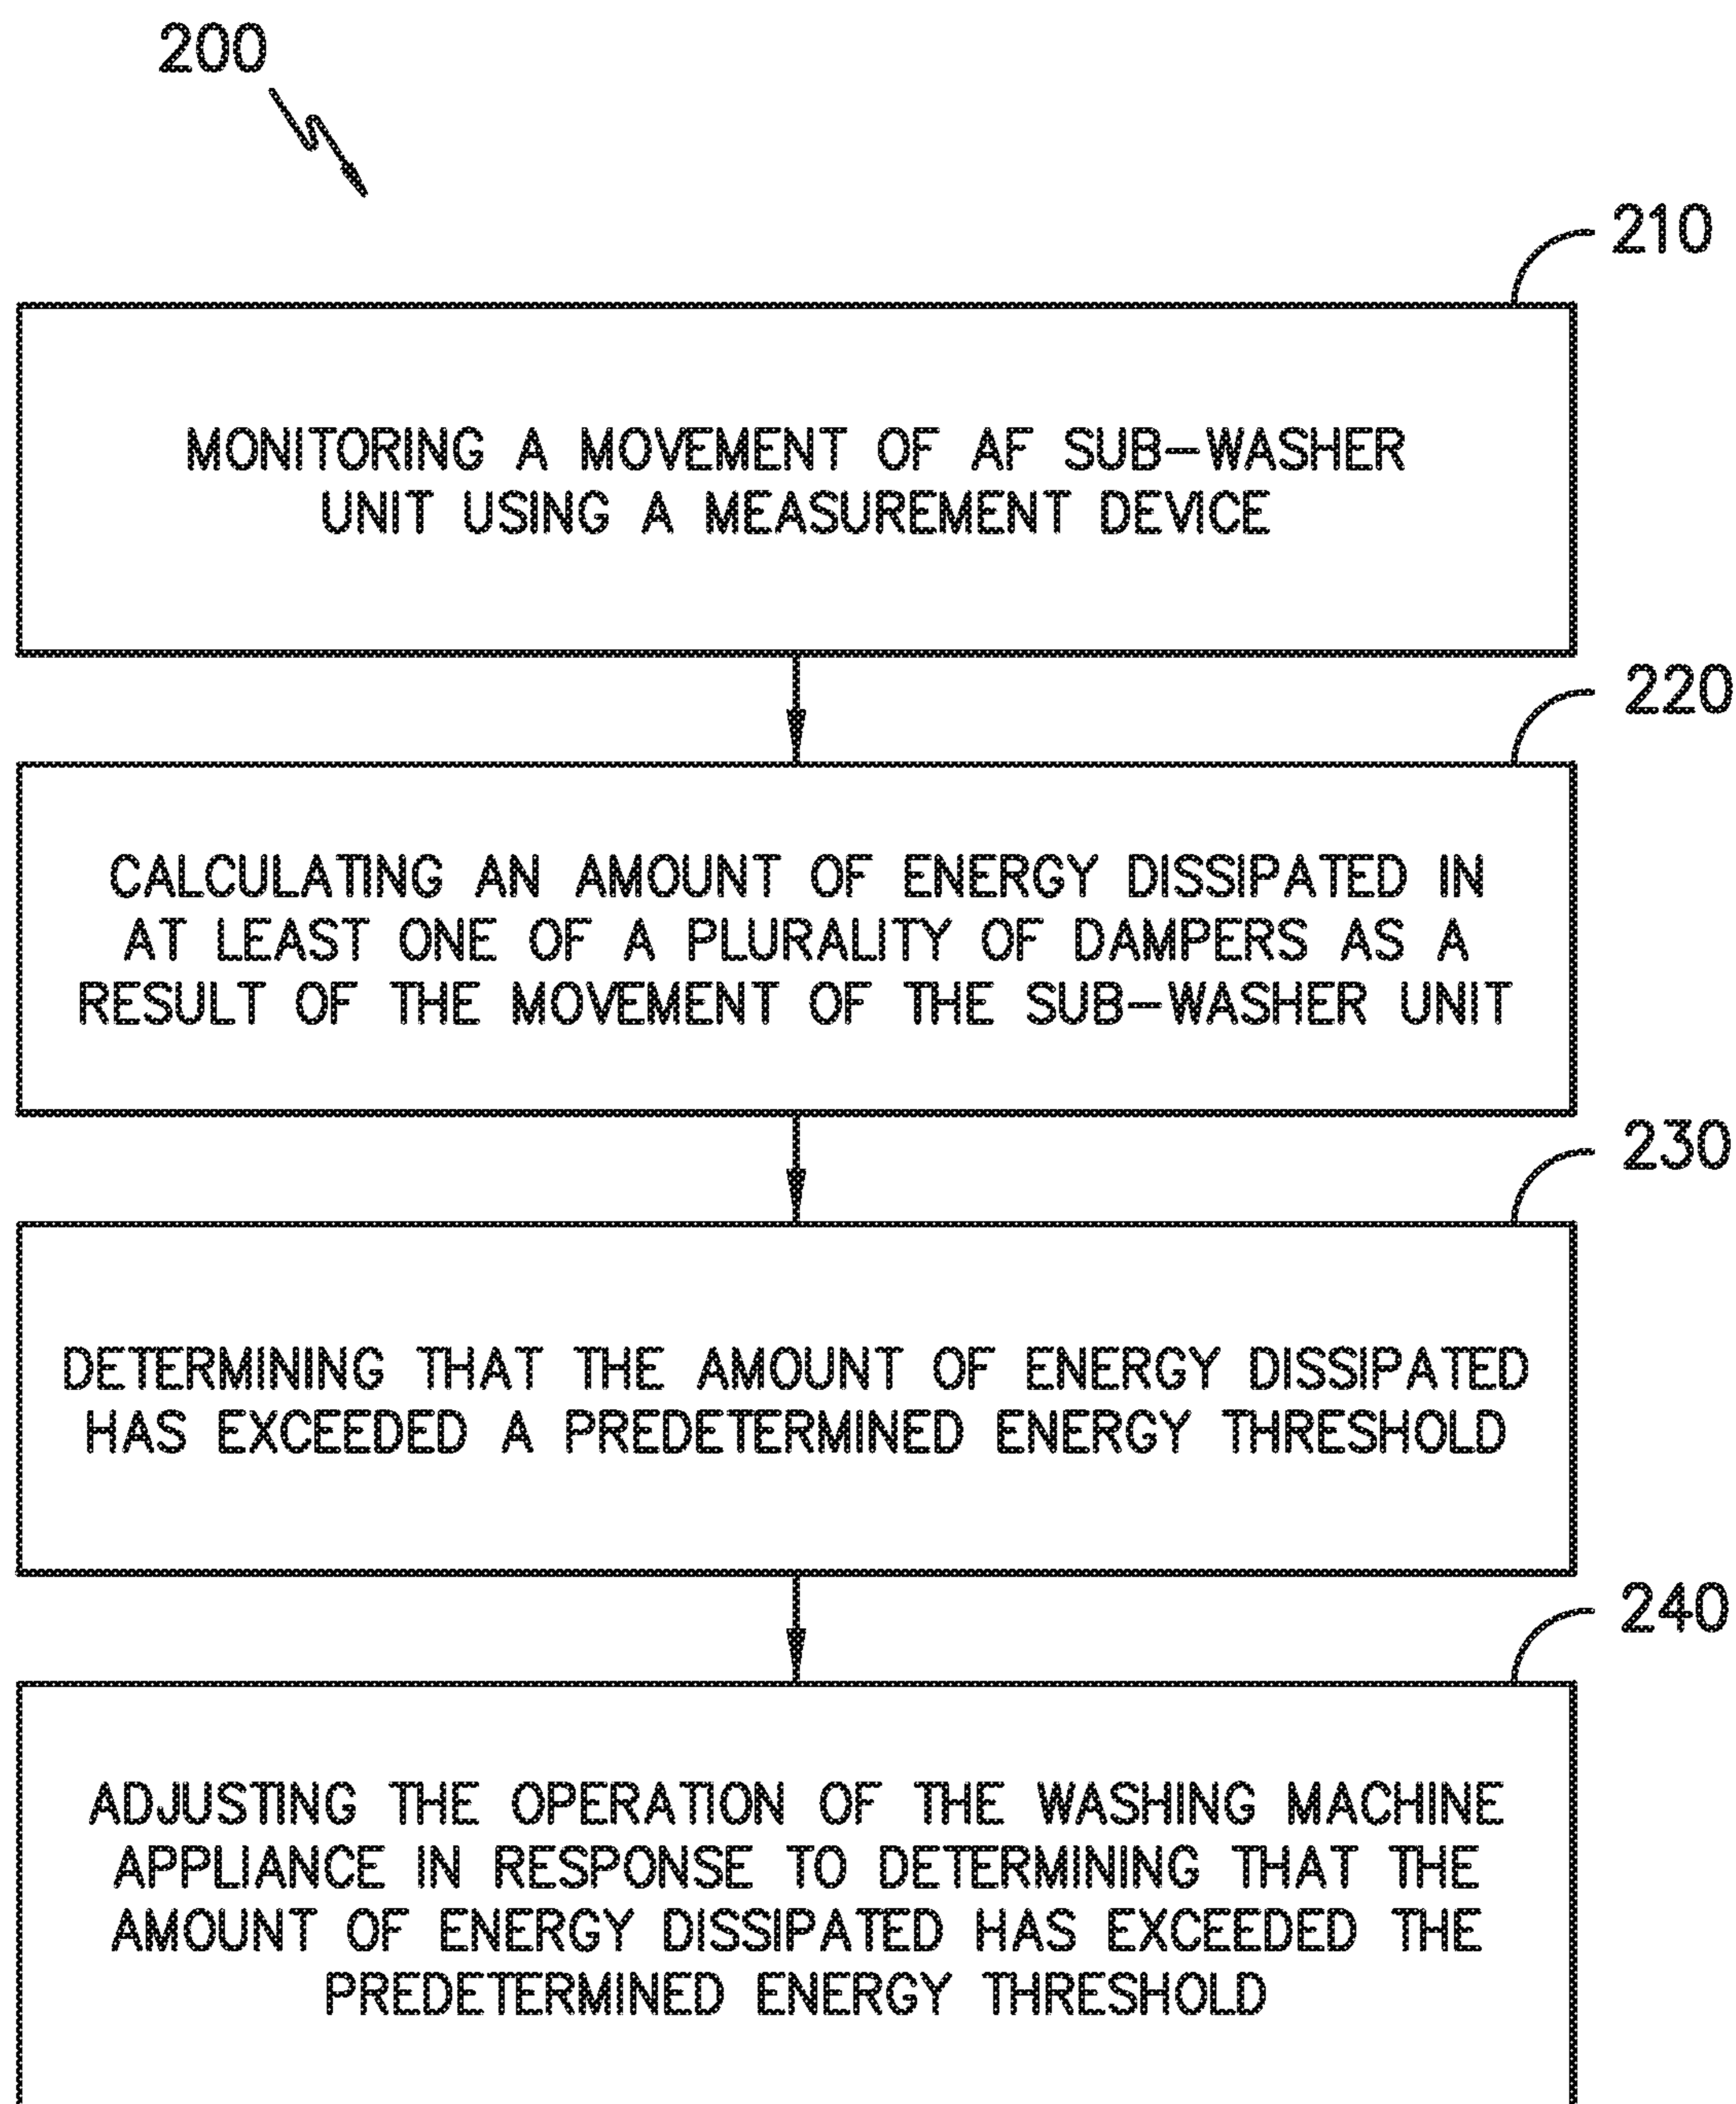 200
210
MONITORING A MOVEMENT OF AF SUB-WASHER
UNIT USING A MEASUREMENT DEVICE
220
CALCULATING AN AMOUNT OF ENERGY DISSIPATED IN
AT LEAST ONE OF A PLURALITY OF DAMPERS AS A
RESULT OF THE MOVEMENT OF THE SUB-WASHER UNIT
230
DETERMINING THAT THE AMOUNT OF ENERGY DISSIPATED
HAS EXCEEDED A PREDETERMINED ENERGY THRESHOLD
240
ADJUSTING THE OPERATION OF THE WASHING MACHINE
APPLIANCE IN RESPONSE TO DETERMINING THAT THE
AMOUNT OF ENERGY DISSIPATED HAS EXCEEDED THE
PREDETERMINED ENERGY THRESHOLD